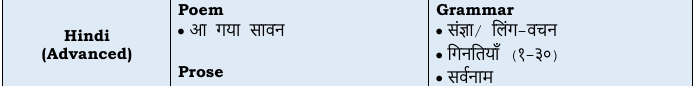 Hindi
(Advanced)
Poem
• आ गया सावन
Prose
Grammar
• संज्ञा/ लिंग-वचन
• गिनतियाँ (१-३०)
• सर्वनाम